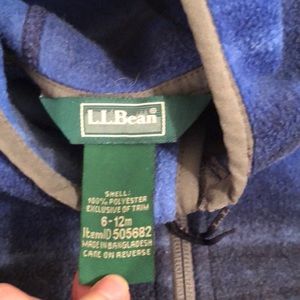 L.L.Bean®
SHELL:
100% POLYESTER
EXCLUSIVE OF TRIM
6-12m
ItemID 505682
MADE IN BANGLADESH
CARE ON REVERSE